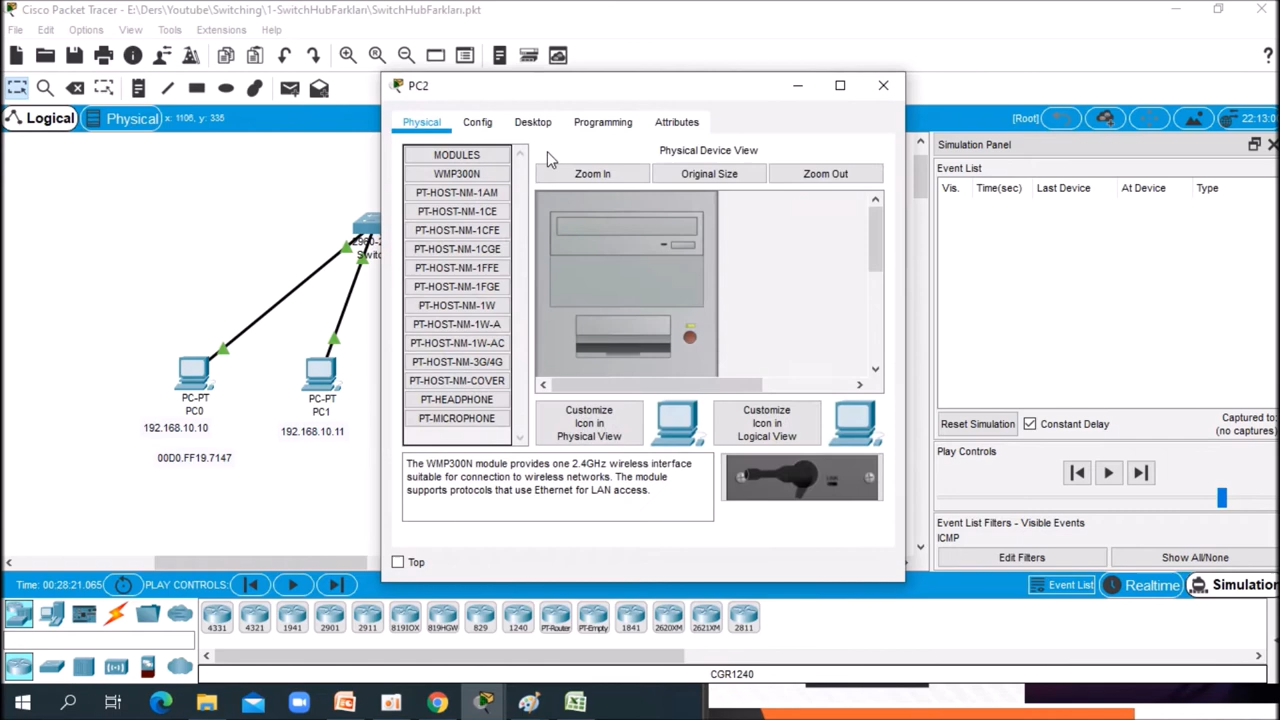 Cisco Packet Tracer - E:\Ders\Youtube\Switching\1-SwitchHubFarkları\SwitchHubFarkları.pkt
File Edit Options View Tools Extensions Help
Logical
Physical x: 1106, y: 335
[Root]
22:13:0
PC2
Physical Config Desktop Programming Attributes
MODULES
WMP300N
PT-HOST-NM-1AM
PT-HOST-NM-1CE
PT-HOST-NM-1CFE
PT-HOST-NM-1CGE
PT-HOST-NM-1FFE
PT-HOST-NM-1FGE
PT-HOST-NM-1W
PT-HOST-NM-1W-A
PT-HOST-NM-1W-AC
PT-HOST-NM-3G/4G
PT-HOST-NM-COVER
PT-HEADPHONE
PT-MICROPHONE
Physical Device View
Zoom In Original Size Zoom Out
Customize
Icon in
Physical View
Customize
Icon in
Logical View
The WMP300N module provides one 2.4GHz wireless interface
suitable for connection to wireless networks. The module
supports protocols that use Ethernet for LAN access.
Top
Swit
PC-PT
PC0
192.168.10.10
00D0.FF19.7147
PC-PT
PC1
192.168.10.11
Simulation Panel
Event List
Vis. Time(sec) Last Device At Device Type
Reset Simulation Constant Delay
Captured to
(no captures)
Play Controls
Event List Filters - Visible Events
ICMP
Edit Filters Show All/None
Time: 00:28:21.065 PLAY CONTROLS:
Event List Realtime Simulation
4331 4321 1941 2901 2911 819IOX 819HGW 829 1240 PT-Router PT-Empty 1841 2620XM 2621XM 2811
CGR1240